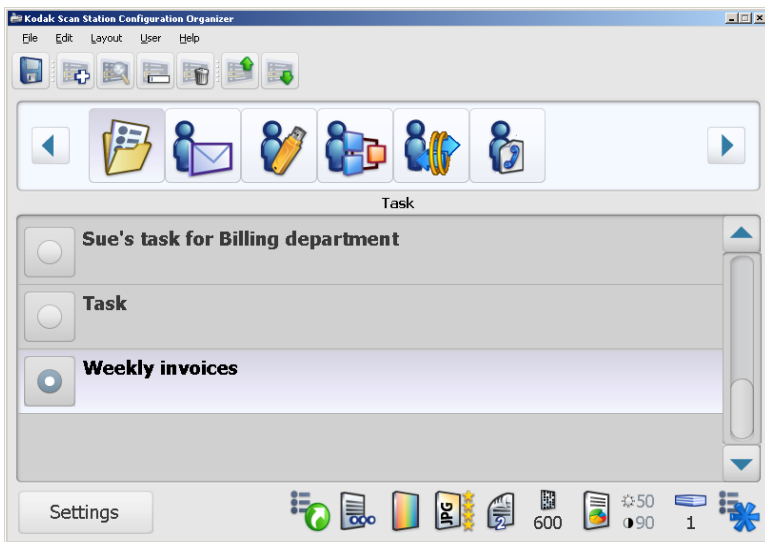 Kodak Scan Station Configuration Organizer
File Edit Layout User Help
Task
Sue's task for Billing department
Task
Weekly invoices
Settings
JPG
2
600
50
90
1